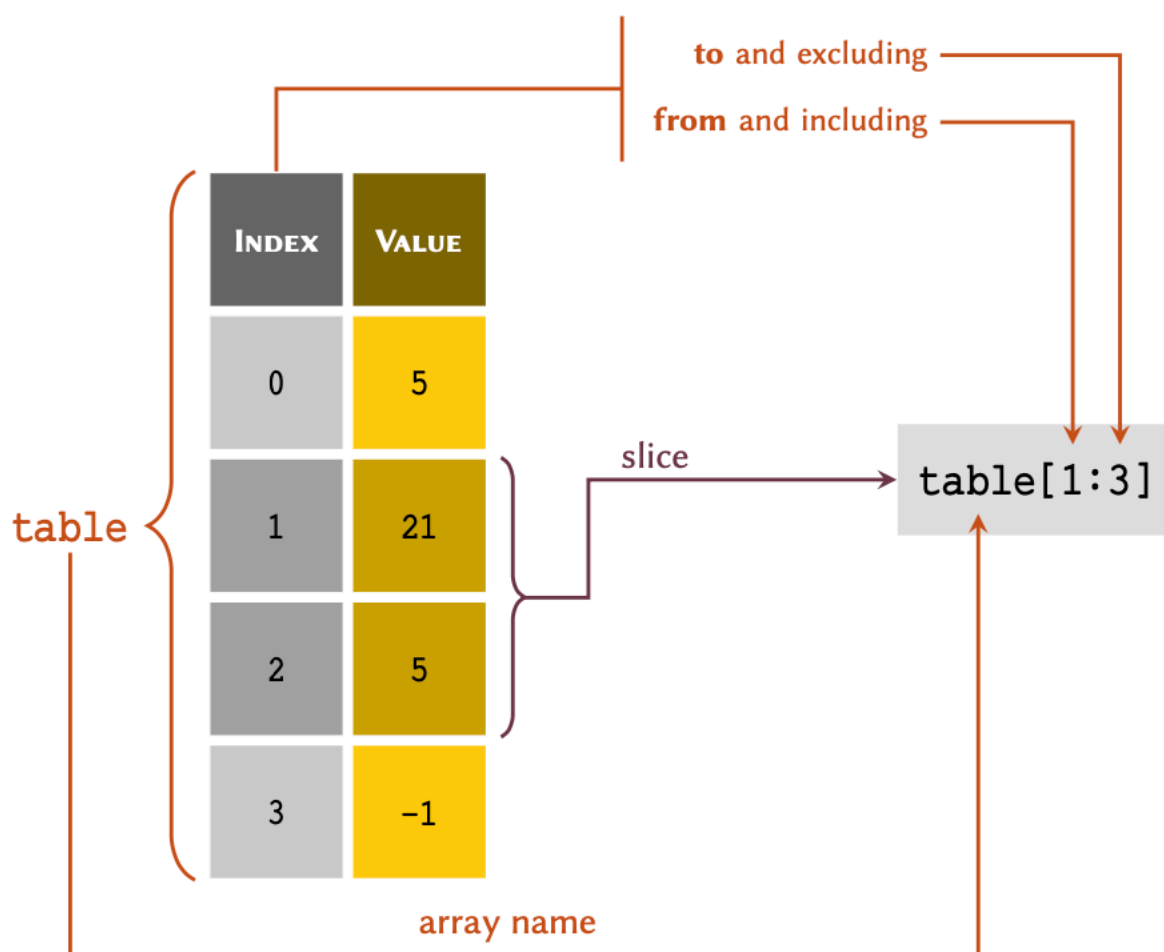 to and excluding
from and including
INDEX VALUE
0 5
slice
table[1:3]
1 21
table
2 5
3 -1
array name